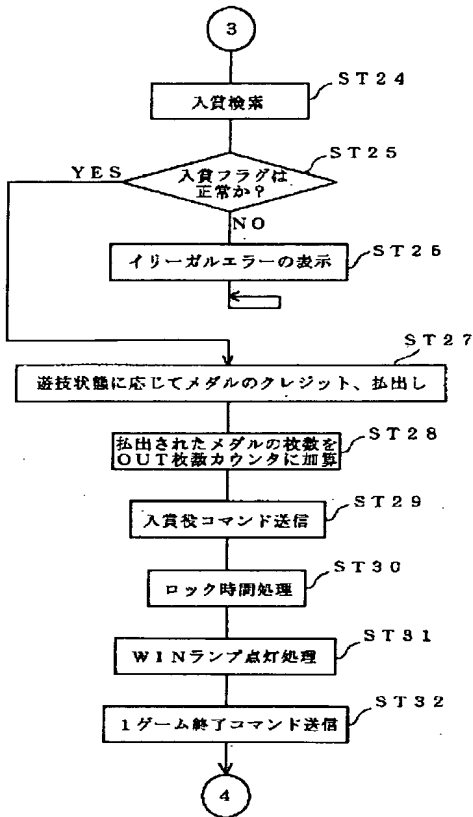 3
ST24
入賞検索
ST25
YES
入賞フラグは
正常か?
NO
ST26
イリーガルエラーの表示
ST27
遊技状態に応じてメダルのクレジット、払出し
ST28
払出されたメダルの枚数を
OUT枚数カウンタに加算
ST29
入賞役コマンド送信
ST30
ロック時間処理
ST31
WINランプ点灯処理
ST32
1ゲーム終了コマンド送信
4